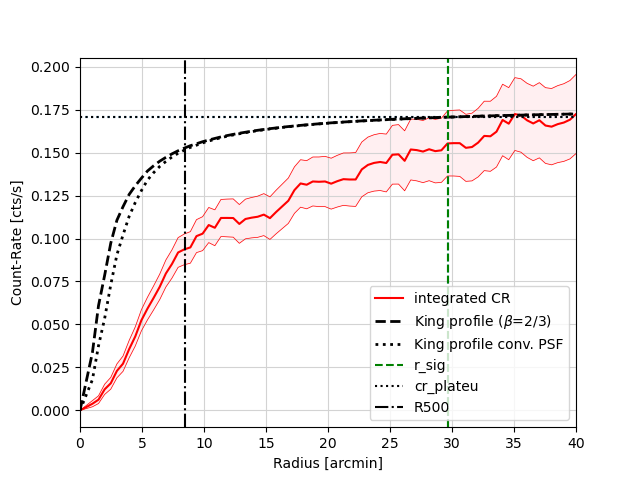 0.200
0.175
0.150
0.125
0.100
0.075
0.050
0.025
0.000
Count-Rate [cts/s]
integrated CR
King profile (β=2/3)
King profile conv. PSF
r_sig
cr_plateu
R500
0 5 10 15 20 25 30 35 40
Radius [arcmin]